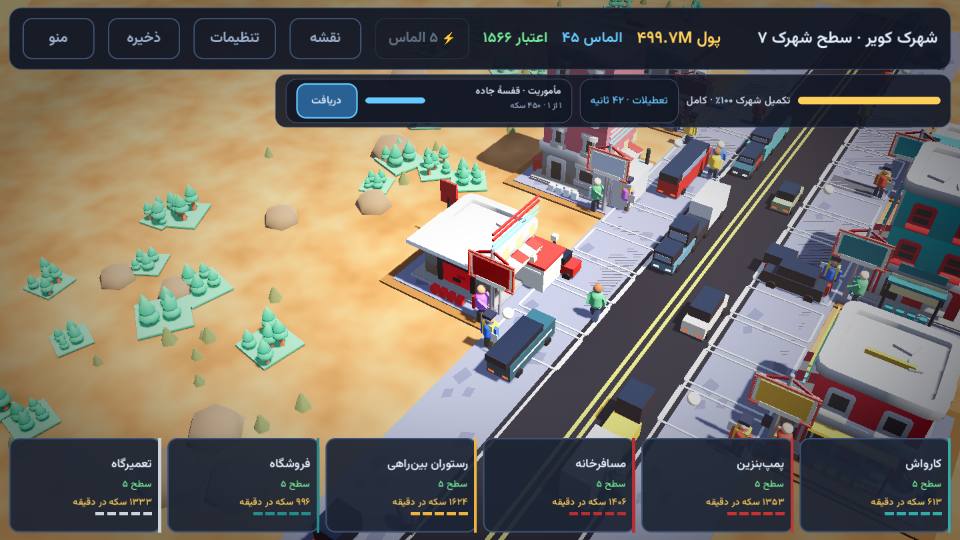 شهرک کویر · سطح شهرک ۷
پول ۴۹۹.۷M
الماس ۴۵
اعتبار ۱۵۶۶
⚡ ۵ الماس
نقشه
تنظیمات
ذخیره
منو
تکمیل شهرک ۱۰۰٪ · کامل
تعطیلات · ۴۲ ثانیه
مأموریت · قفسهٔ جاده
۱ از ۱ · ۴۵۰ سکه
دریافت
کارواش
سطح ۵
۶۱۳ سکه در دقیقه
پمپ‌بنزین
سطح ۵
۱۳۵۳ سکه در دقیقه
مسافرخانه
سطح ۵
۱۴۰۶ سکه در دقیقه
رستوران بین‌راهی
سطح ۵
۱۶۲۴ سکه در دقیقه
فروشگاه
سطح ۵
۹۹۶ سکه در دقیقه
تعمیرگاه
سطح ۵
۱۳۳۳ سکه در دقیقه